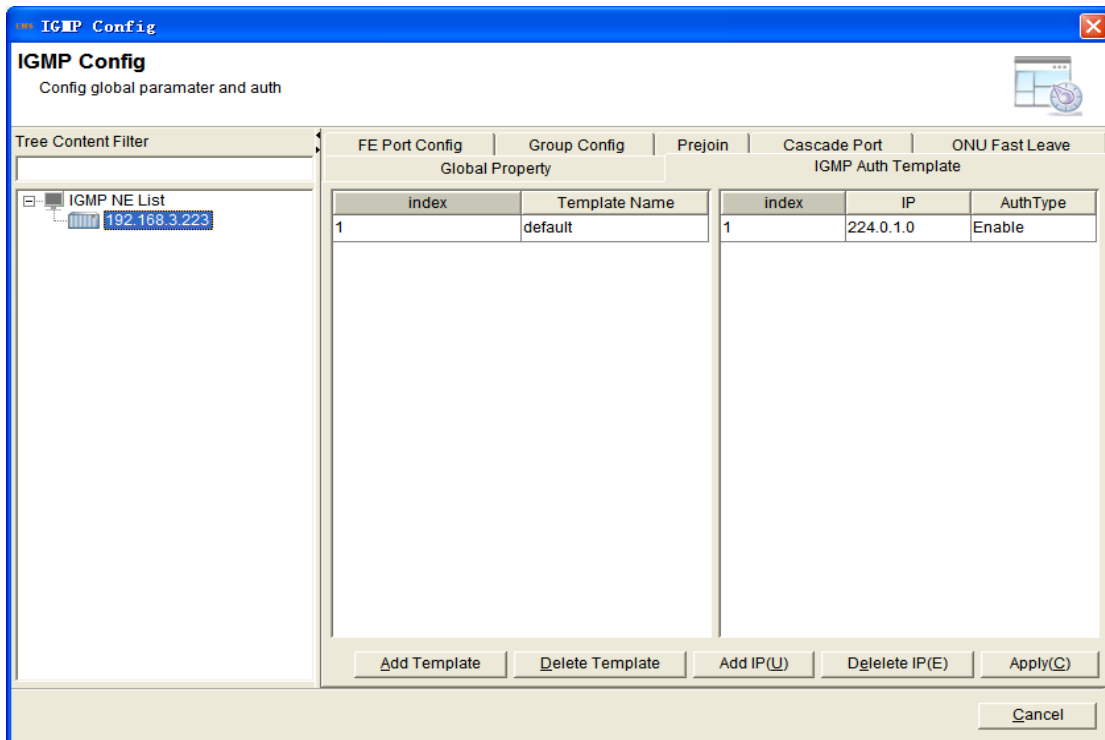 EMS IGMP Config
IGMP Config
Config global paramater and auth
Tree Content Filter
IGMP NE List
192.168.3.223
FE Port Config Group Config Prejoin Cascade Port ONU Fast Leave
Global Property IGMP Auth Template
index Template Name index IP AuthType
1 default 1 224.0.1.0 Enable
Add Template Delete Template Add IP(U) Delelete IP(E) Apply(C)
Cancel